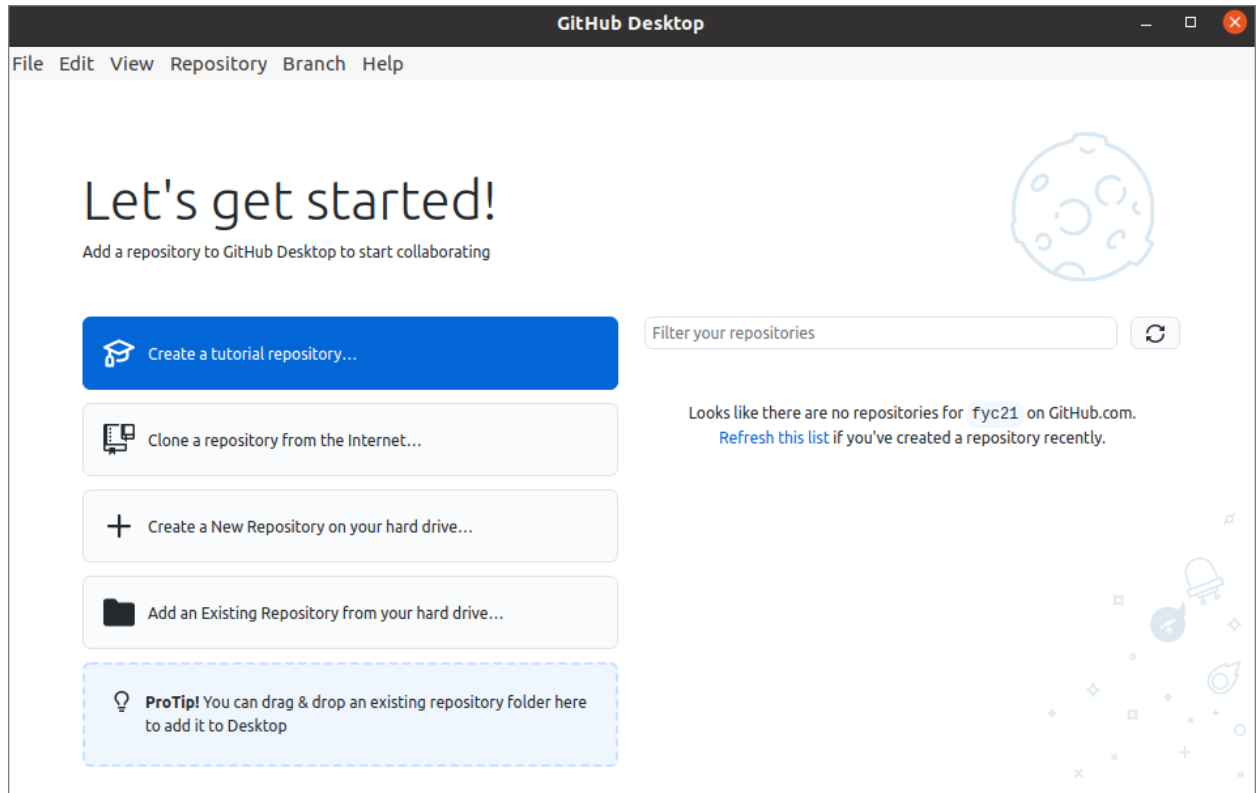 GitHub Desktop
File Edit View Repository Branch Help
Let's get started!
Add a repository to GitHub Desktop to start collaborating
Create a tutorial repository...
Clone a repository from the Internet...
Create a New Repository on your hard drive...
Add an Existing Repository from your hard drive...
ProTip! You can drag & drop an existing repository folder here
to add it to Desktop
Filter your repositories
Looks like there are no repositories for fyc21 on GitHub.com.
Refresh this list if you've created a repository recently.